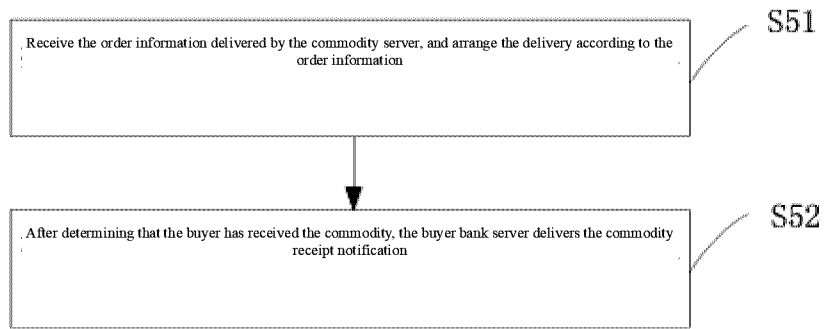 S51
Receive the order information delivered by the commodity server, and arrange the delivery according to the
order information
S52
After determining that the buyer has received the commodity, the buyer bank server delivers the commodity
receipt notification